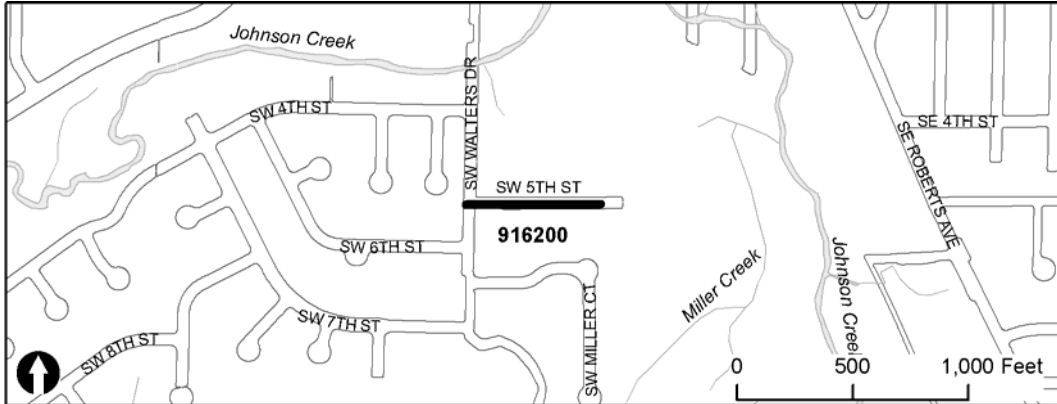 Johnson Creek
SW WALTERS DR
SW 4TH ST
SE 4TH ST
SE ROBERTS AVE
SW 5TH ST
916200
SW 6TH ST
Johnson Creek
Miller Creek
SW MILLER CT
SW 7TH ST
SW 8TH ST
0 500 1,000 Feet